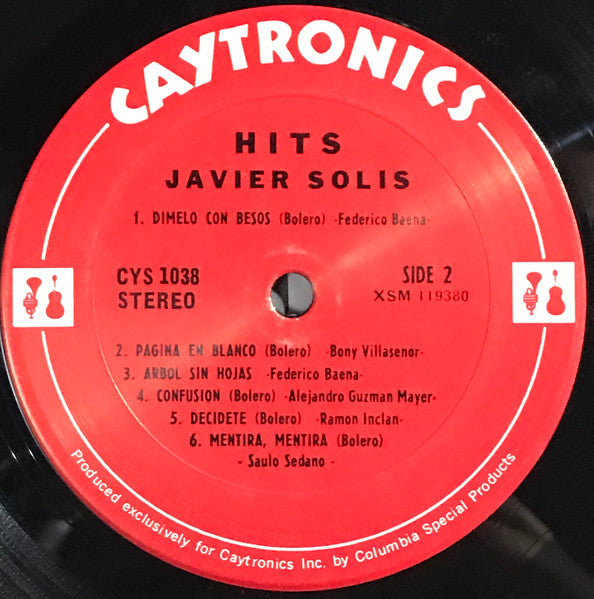 CAYTRONICS
HITS
JAVIER SOLIS
1. DIMELO CON BESOS (Bolero) -Federico Baena-
CYS 1038
STEREO
SIDE 2
XSM 119380
2. PAGINA EN BLANCO (Bolero) -Bony Villasenor-
3. ARBOL SIN HOJAS -Federico Baena-
4. CONFUSION (Bolero) -Alejandro Guzman Mayer-
5. DECIDETE (Bolero) -Ramon Inclan-
6. MENTIRA, MENTIRA (Bolero)
- Saulo Sedano -
Produced exclusively for Caytronics Inc. by Columbia Special Products